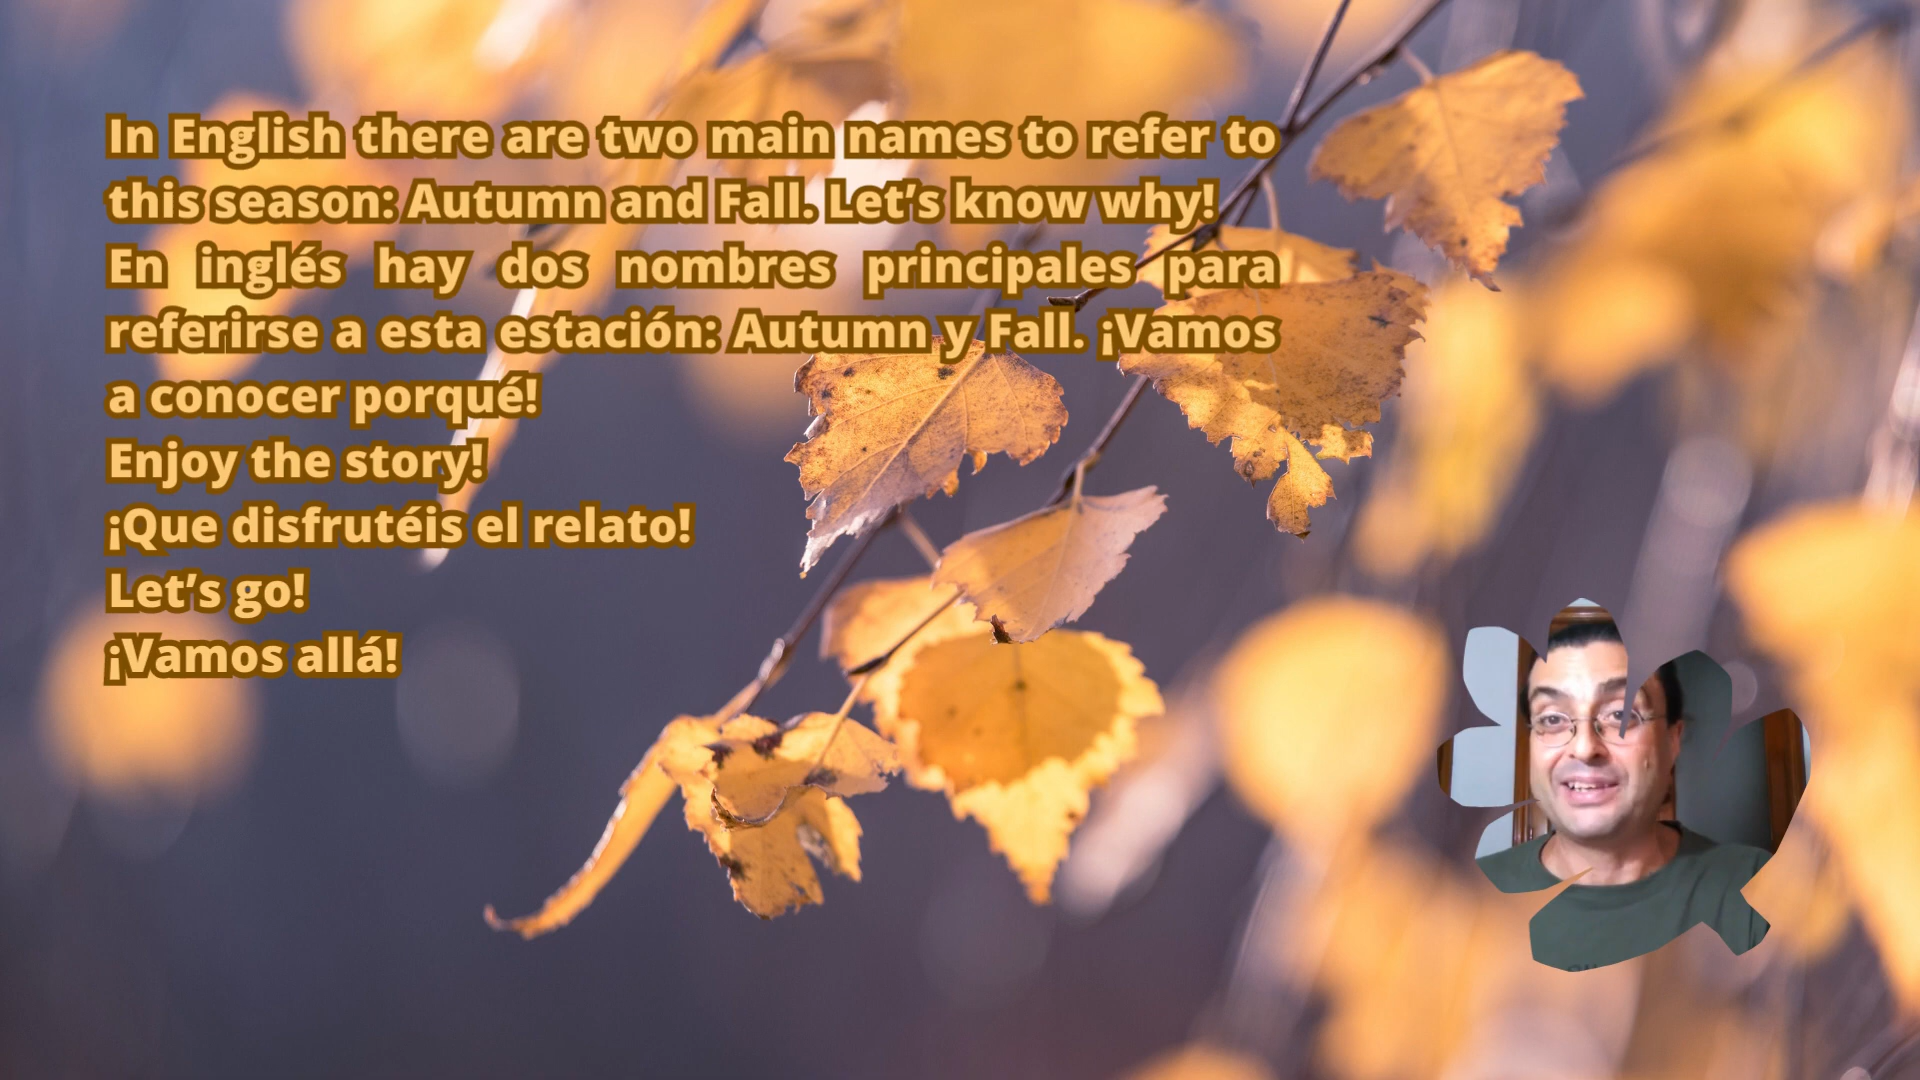 In English there are two main names to refer to
this season: Autumn and Fall. Let’s know why!
En inglés hay dos nombres principales para
referirse a esta estación: Autumn y Fall. ¡Vamos
a conocer porqué!
Enjoy the story!
¡Que disfrutéis el relato!
Let’s go!
¡Vamos allá!